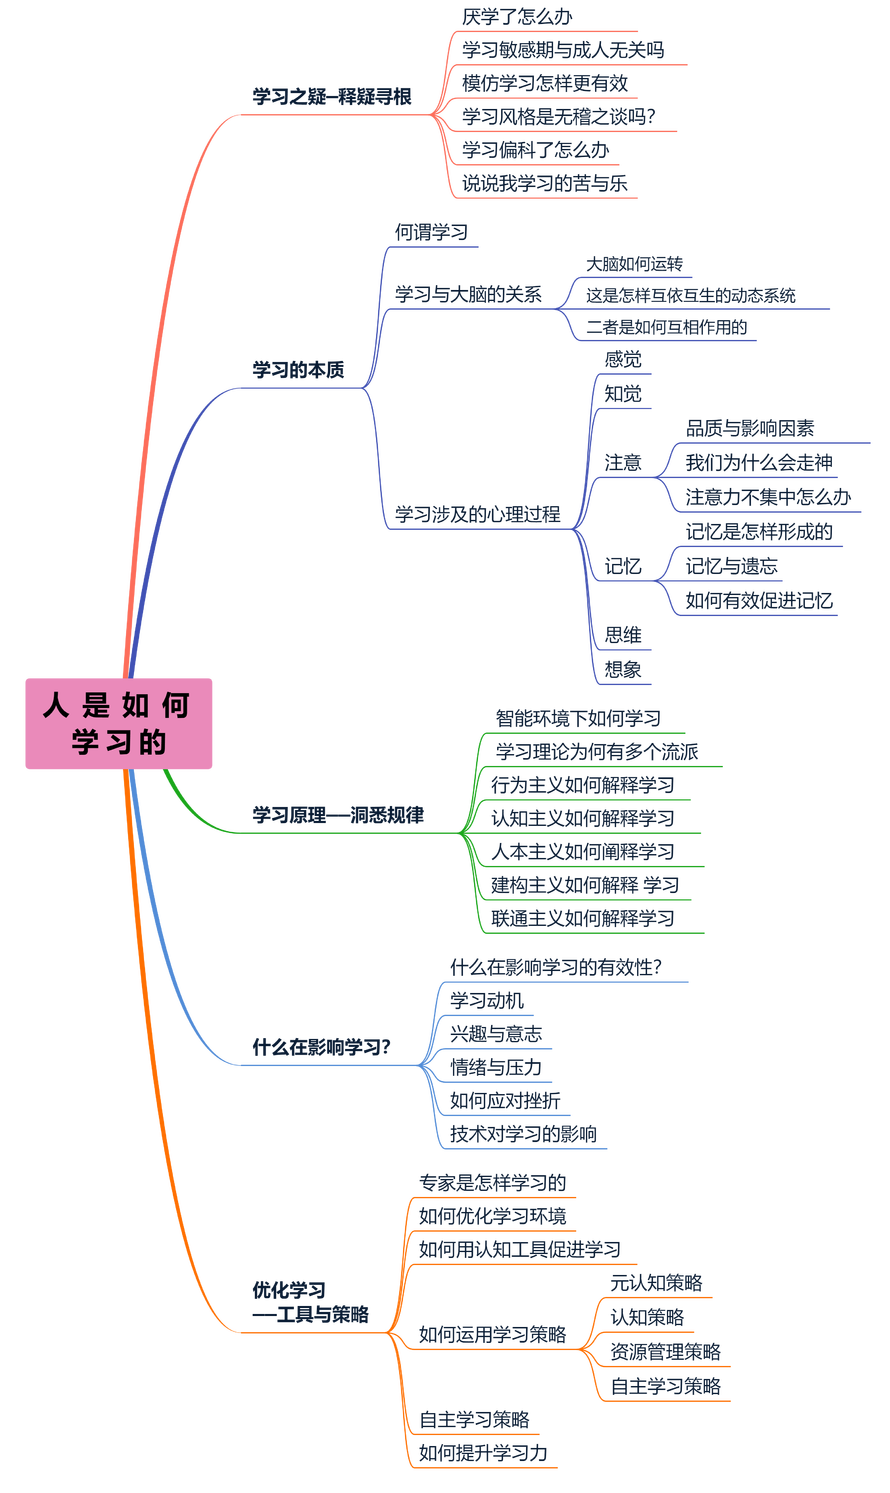 学习之疑—释疑寻根
厌学了怎么办
学习敏感期与成人无关吗
模仿学习怎样更有效
学习风格是无稽之谈吗?
学习偏科了怎么办
说说我学习的苦与乐
学习的本质
何谓学习
学习与大脑的关系
大脑如何运转
这是怎样互依互生的动态系统
二者是如何互相作用的
学习涉及的心理过程
感觉
知觉
注意
品质与影响因素
我们为什么会走神
注意力不集中怎么办
记忆
记忆是怎样形成的
记忆与遗忘
如何有效促进记忆
思维
想象
人 是 如 何
学 习 的
学习原理——洞悉规律
智能环境下如何学习
学习理论为何有多个流派
行为主义如何解释学习
认知主义如何解释学习
人本主义如何阐释学习
建构主义如何解释 学习
联通主义如何解释学习
什么在影响学习?
什么在影响学习的有效性?
学习动机
兴趣与意志
情绪与压力
如何应对挫折
技术对学习的影响
优化学习
——工具与策略
专家是怎样学习的
如何优化学习环境
如何用认知工具促进学习
如何运用学习策略
元认知策略
认知策略
资源管理策略
自主学习策略
自主学习策略
如何提升学习力